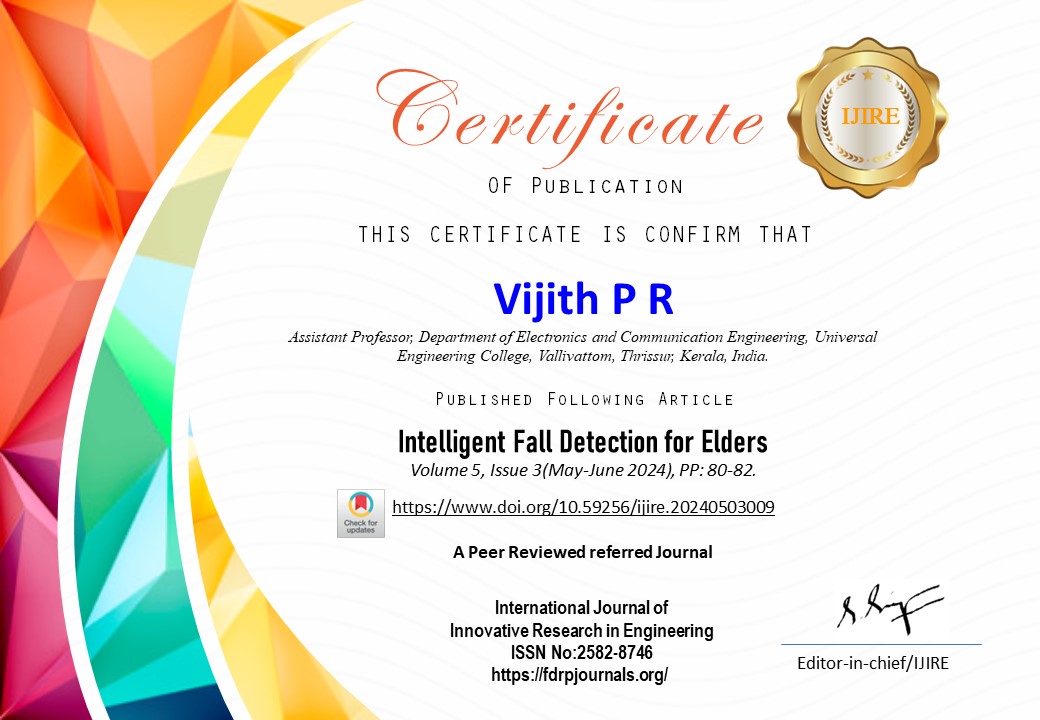 Certificate
IJIRE
OF PUBLICATION
THIS CERTIFICATE IS CONFIRM THAT
Vijith P R
Assistant Professor, Department of Electronics and Communication Engineering, Universal
Engineering College, Vallivattom, Thrissur, Kerala, India.
PUBLISHED FOLLOWING ARTICLE
Intelligent Fall Detection for Elders
Volume 5, Issue 3(May-June 2024), PP: 80-82.
Check for
updates
https://www.doi.org/10.59256/ijire.20240503009
A Peer Reviewed referred Journal
International Journal of
Innovative Research in Engineering
ISSN No:2582-8746
https://fdrpjournals.org/
Editor-in-chief/IJIRE